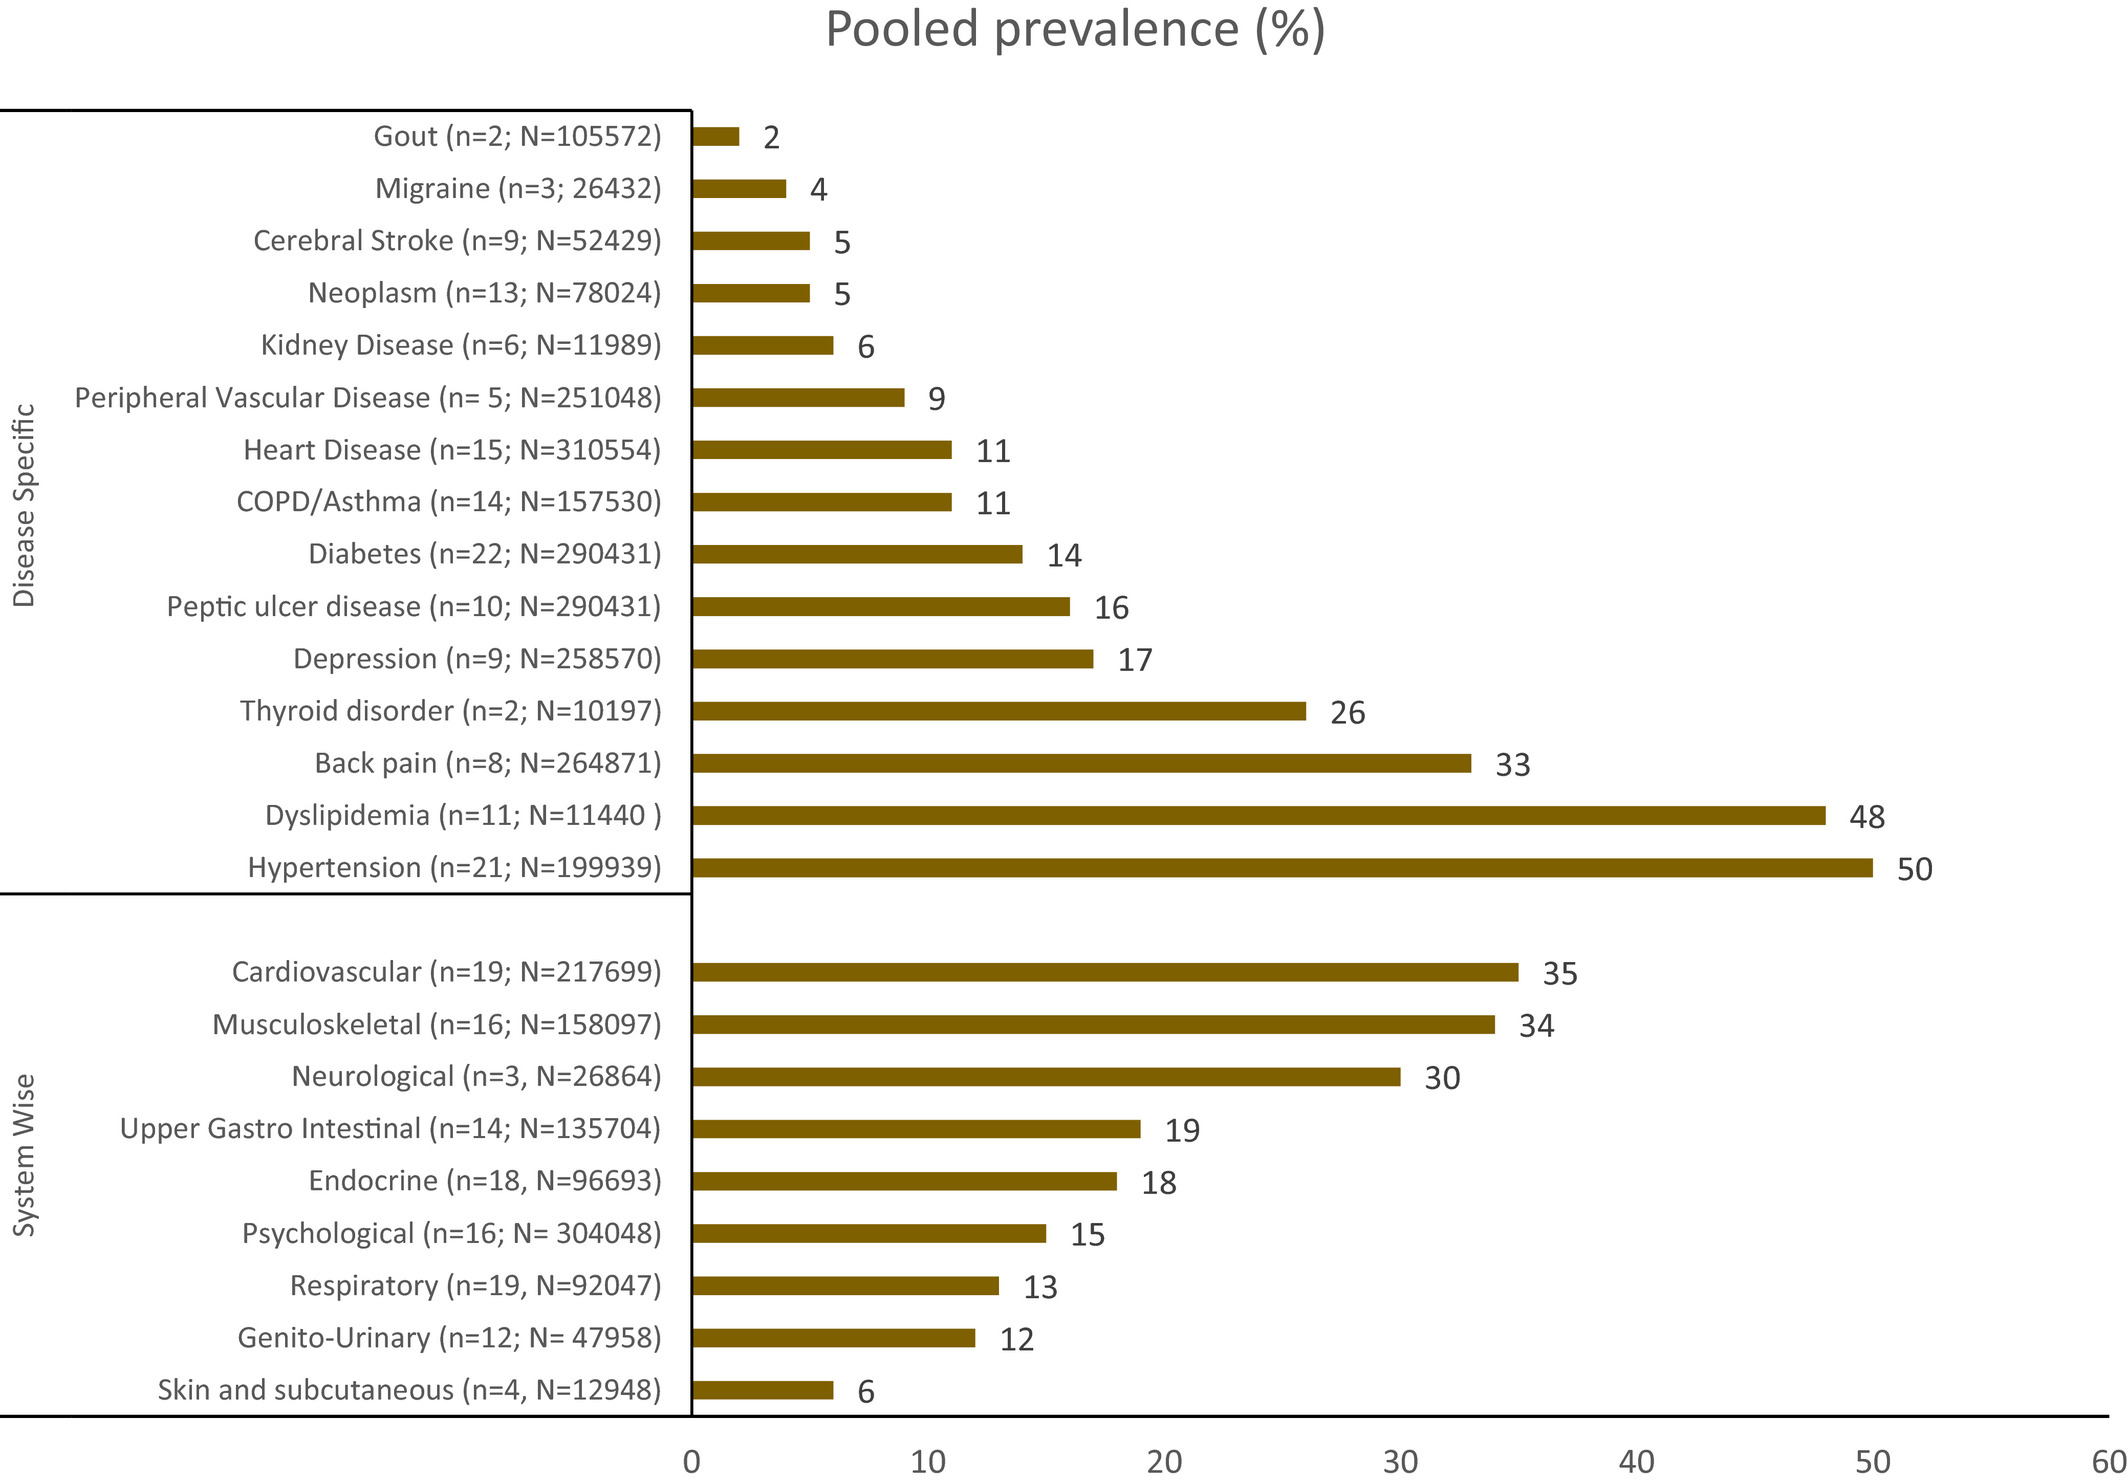 Pooled prevalence (%)
Disease Specific
Gout (n=2; N=105572) 2
Migraine (n=3; 26432) 4
Cerebral Stroke (n=9; N=52429) 5
Neoplasm (n=13; N=78024) 5
Kidney Disease (n=6; N=11989) 6
Peripheral Vascular Disease (n= 5; N=251048) 9
Heart Disease (n=15; N=310554) 11
COPD/Asthma (n=14; N=157530) 11
Diabetes (n=22; N=290431) 14
Peptic ulcer disease (n=10; N=290431) 16
Depression (n=9; N=258570) 17
Thyroid disorder (n=2; N=10197) 26
Back pain (n=8; N=264871) 33
Dyslipidemia (n=11; N=11440 ) 48
Hypertension (n=21; N=199939) 50
System Wise
Cardiovascular (n=19; N=217699) 35
Musculoskeletal (n=16; N=158097) 34
Neurological (n=3, N=26864) 30
Upper Gastro Intestinal (n=14; N=135704) 19
Endocrine (n=18, N=96693) 18
Psychological (n=16; N= 304048) 15
Respiratory (n=19, N=92047) 13
Genito-Urinary (n=12; N= 47958) 12
Skin and subcutaneous (n=4, N=12948) 6
0 10 20 30 40 50 60